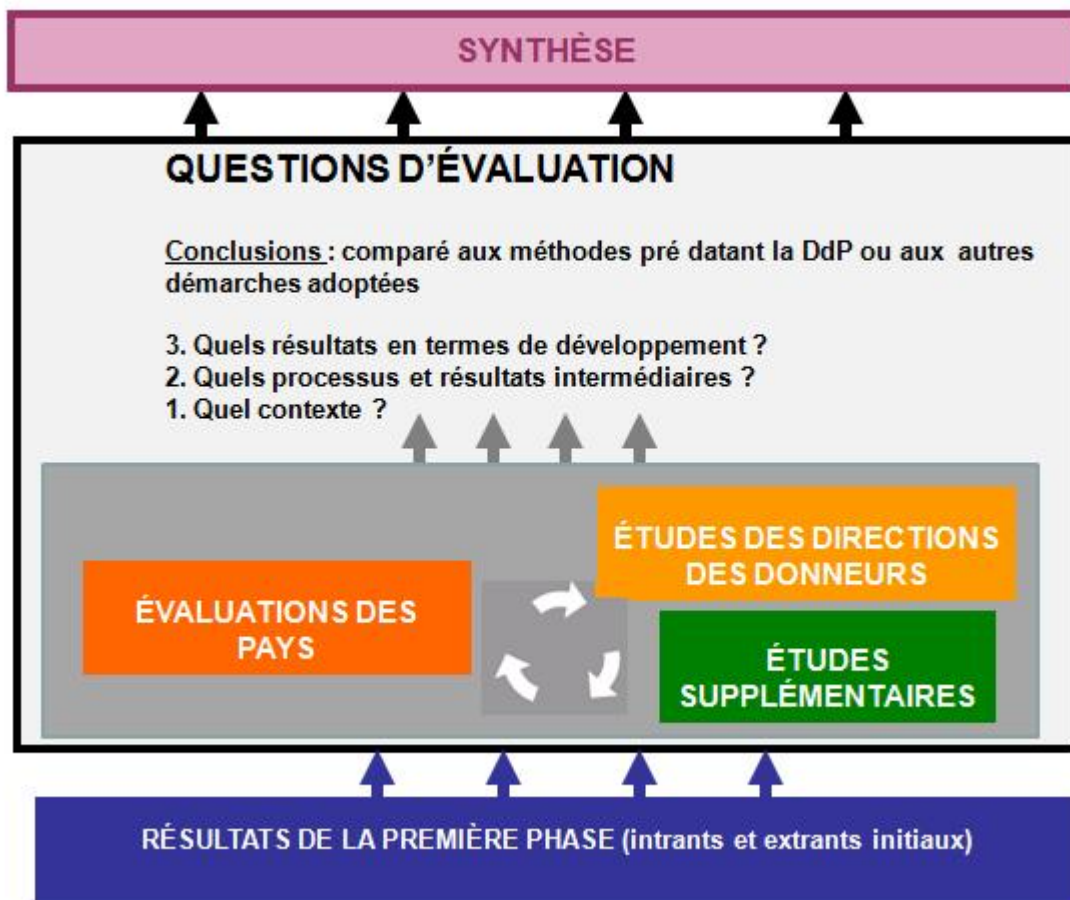 SYNTHÈSE
QUESTIONS D’ÉVALUATION
Conclusions : comparé aux méthodes pré datant la DdP ou aux autres
démarches adoptées
3. Quels résultats en termes de développement ?
2. Quels processus et résultats intermédiaires ?
1. Quel contexte ?
ÉTUDES DES DIRECTIONS
DES DONNEURS
ÉVALUATIONS DES
PAYS
ÉTUDES
SUPPLÉMENTAIRES
RÉSULTATS DE LA PREMIÈRE PHASE (intrants et extrants initiaux)